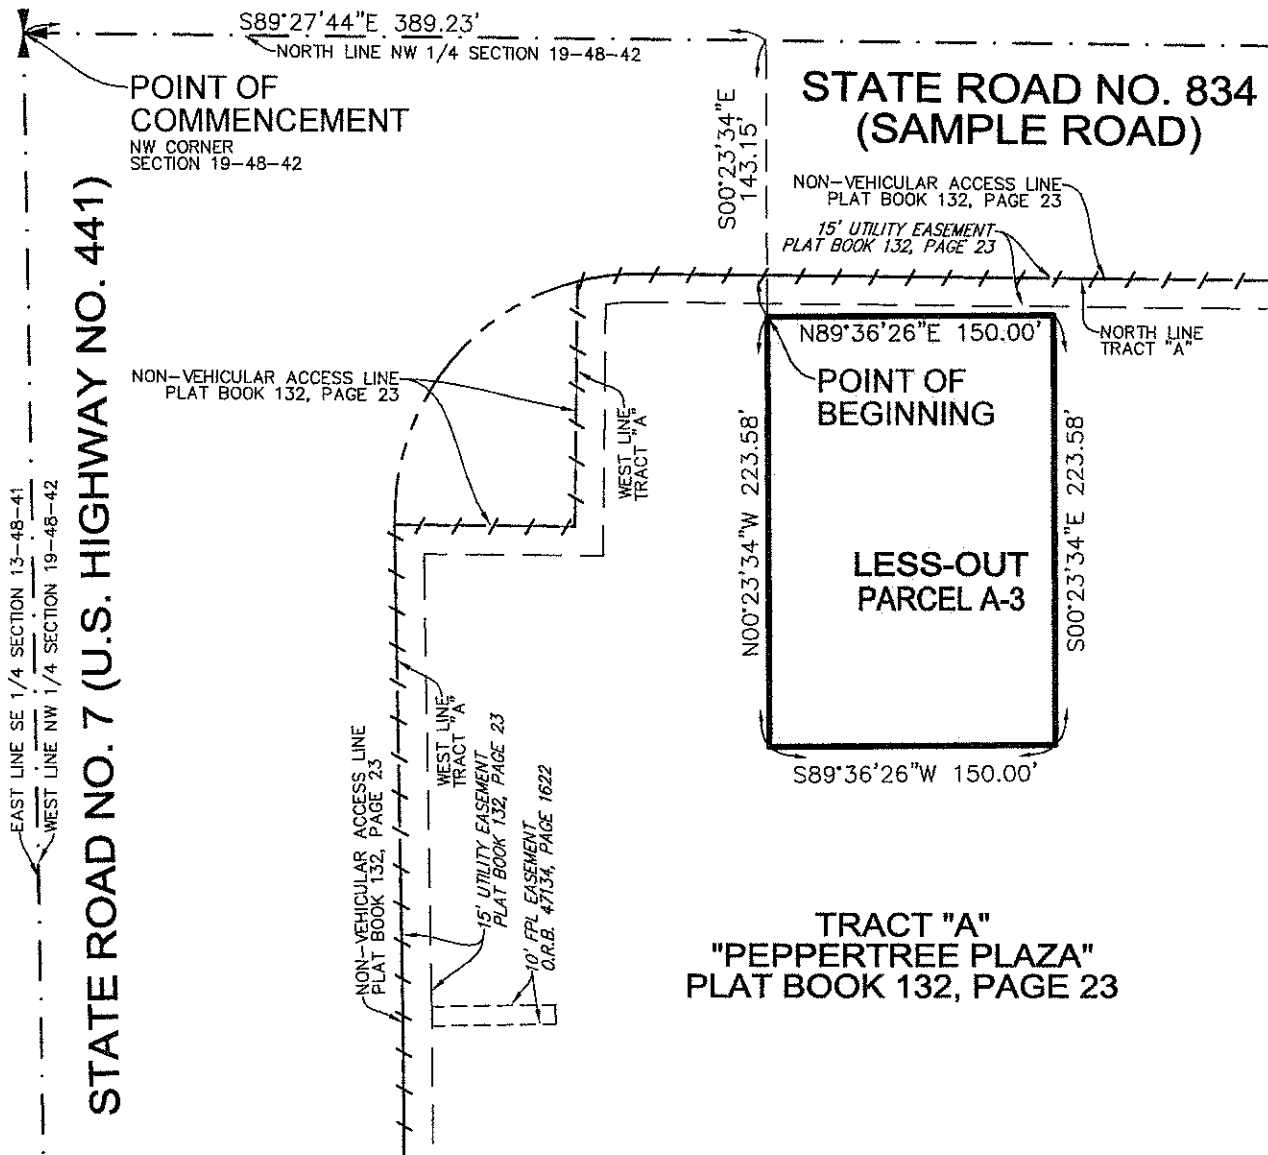 S89°27'44"E 389.23'
NORTH LINE NW 1/4 SECTION 19-48-42
POINT OF
COMMENCEMENT
NW CORNER
SECTION 19-48-42
STATE ROAD NO. 834
(SAMPLE ROAD)
S00°23'34"E
143.15'
NON-VEHICULAR ACCESS LINE
PLAT BOOK 132, PAGE 23
15' UTILITY EASEMENT
PLAT BOOK 132, PAGE 23
N89°36'26"E 150.00'
NORTH LINE
TRACT "A"
POINT OF
BEGINNING
NON-VEHICULAR ACCESS LINE
PLAT BOOK 132, PAGE 23
WEST LINE
TRACT "A"
N00°23'34"W 223.58'
S00°23'34"E 223.58'
LESS-OUT
PARCEL A-3
S89°36'26"W 150.00'
EAST LINE SE 1/4 SECTION 13-48-41
WEST LINE NW 1/4 SECTION 19-48-42
STATE ROAD NO. 7 (U.S. HIGHWAY NO. 441)
NON-VEHICULAR ACCESS LINE
PLAT BOOK 132, PAGE 23
WEST LINE
TRACT "A"
15' UTILITY EASEMENT
PLAT BOOK 132, PAGE 23
10' FPL EASEMENT
O.R.B. 47134, PAGE 1622
TRACT "A"
"PEPPERTREE PLAZA"
PLAT BOOK 132, PAGE 23